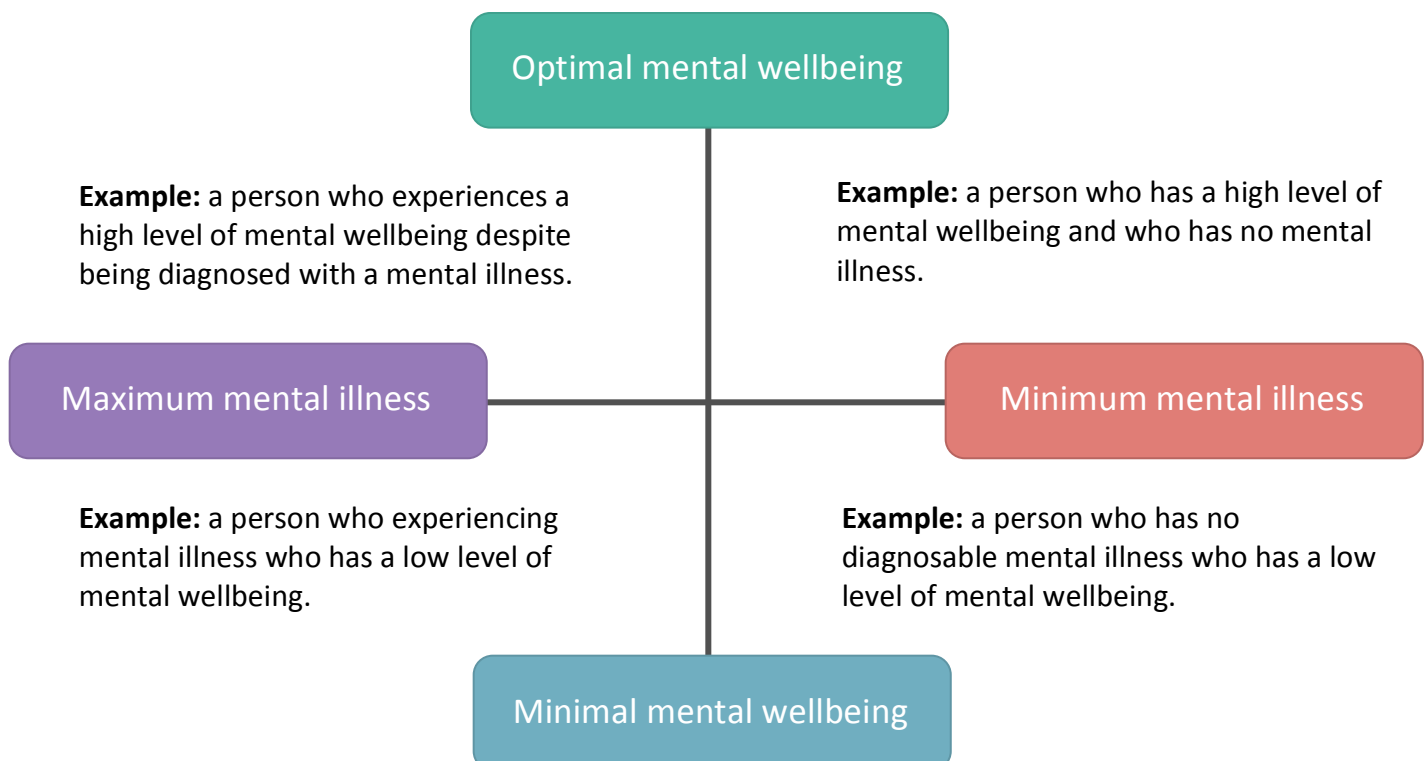 Optimal mental wellbeing
Example: a person who experiences a
high level of mental wellbeing despite
being diagnosed with a mental illness.
Example: a person who has a high level of
mental wellbeing and who has no mental
illness.
Maximum mental illness
Minimum mental illness
Example: a person who experiencing
mental illness who has a low level of
mental wellbeing.
Example: a person who has no
diagnosable mental illness who has a low
level of mental wellbeing.
Minimal mental wellbeing